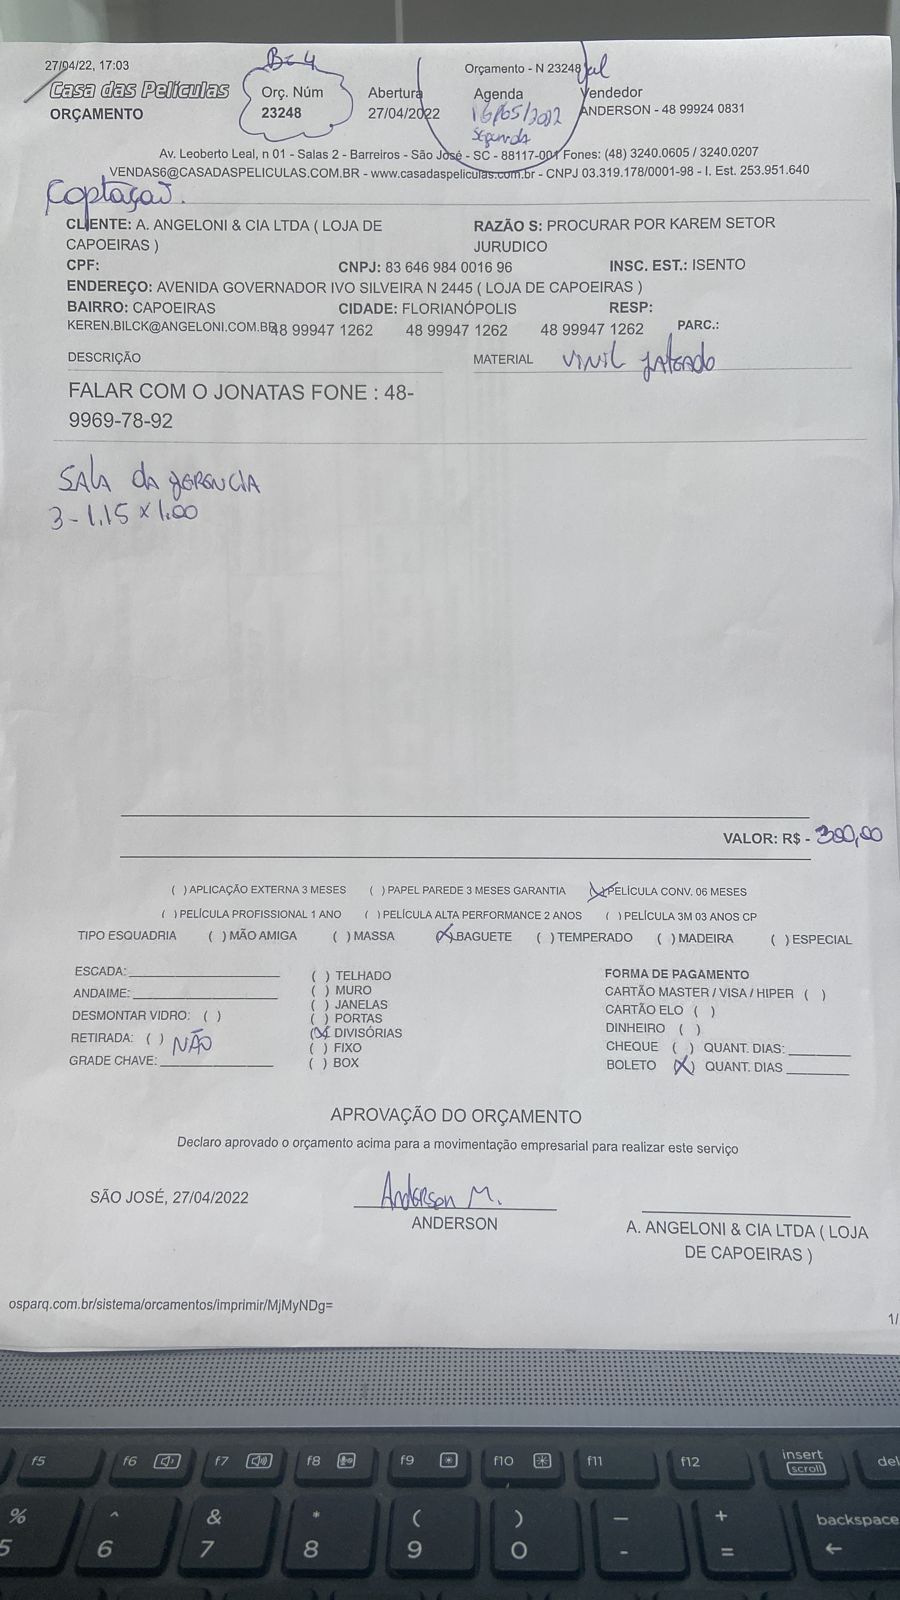 27/04/22, 17:03
Orçamento - N 23248
B-4
Casa das Películas
ORÇAMENTO
Orç. Núm
23248
Abertura
27/04/2022
Agenda
16/05/2022
Segunda
Vendedor
ANDERSON - 48 99924 0831
Av. Leoberto Leal, n 01 - Salas 2 - Barreiros - São José - SC - 88117-001 Fones: (48) 3240.0605 / 3240.0207
VENDAS6@CASADASPELICULAS.COM.BR - www.casadaspeliculas.com.br - CNPJ 03.319.178/0001-98 - I. Est. 253.951.640
CLIENTE: A. ANGELONI & CIA LTDA ( LOJA DE
CAPOEIRAS )
RAZÃO S: PROCURAR POR KAREM SETOR
JURUDICO
CPF:
CNPJ: 83 646 984 0016 96
INSC. EST.: ISENTO
ENDEREÇO: AVENIDA GOVERNADOR IVO SILVEIRA N 2445 ( LOJA DE CAPOEIRAS )
BAIRRO: CAPOEIRAS
CIDADE: FLORIANÓPOLIS
RESP:
KEREN.BILCK@ANGELONI.COM.BR
48 99947 1262
48 99947 1262
48 99947 1262
PARC.:
DESCRIÇÃO
MATERIAL
VINIL JATEADO
FALAR COM O JONATAS FONE : 48-
9969-78-92
SALA DA GERENCIA
3 - 1.15 x 1.00
VALOR: R$ - 300,00
( ) APLICAÇÃO EXTERNA 3 MESES ( ) PAPEL PAREDE 3 MESES GARANTIA (X) PELÍCULA CONV. 06 MESES
( ) PELÍCULA PROFISSIONAL 1 ANO ( ) PELÍCULA ALTA PERFORMANCE 2 ANOS ( ) PELÍCULA 3M 03 ANOS CP
TIPO ESQUADRIA ( ) MÃO AMIGA ( ) MASSA (X) BAGUETE ( ) TEMPERADO ( ) MADEIRA ( ) ESPECIAL
ESCADA:
ANDAIME:
DESMONTAR VIDRO: ( )
RETIRADA: ( ) NÃO
GRADE CHAVE:
( ) TELHADO
( ) MURO
( ) JANELAS
( ) PORTAS
(X) DIVISÓRIAS
( ) FIXO
( ) BOX
FORMA DE PAGAMENTO
CARTÃO MASTER / VISA / HIPER ( )
CARTÃO ELO ( )
DINHEIRO ( )
CHEQUE ( ) QUANT. DIAS:
BOLETO (X) QUANT. DIAS
APROVAÇÃO DO ORÇAMENTO
Declaro aprovado o orçamento acima para a movimentação empresarial para realizar este serviço
SÃO JOSÉ, 27/04/2022
Anderson M.
ANDERSON
A. ANGELONI & CIA LTDA ( LOJA
DE CAPOEIRAS )
osparq.com.br/sistema/orcamentos/imprimir/MjMyNDg=
1/
f5 f6 f7 f8 f9 f10 f11 f12 insert del
scroll
% ^ & * ( ) — + backspace
5 6 7 8 9 0 - = ←